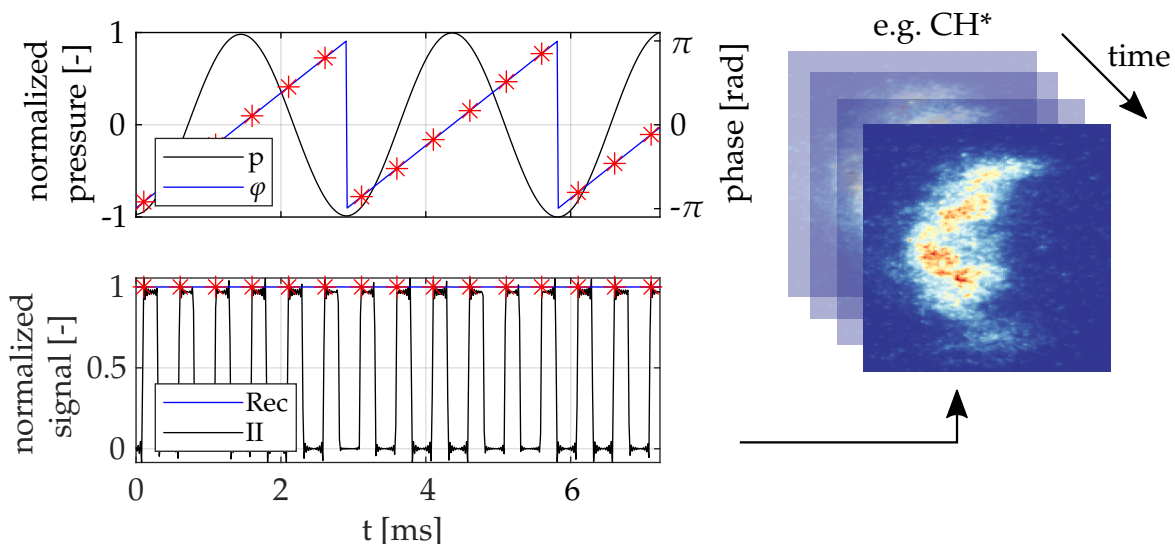 normalized
pressure [-]
1
0
-1
p
φ
π
0
-π
phase [rad]
normalized
signal [-]
1
0.5
0
Rec
II
0
2
4
6
t [ms]
e.g. CH*
time